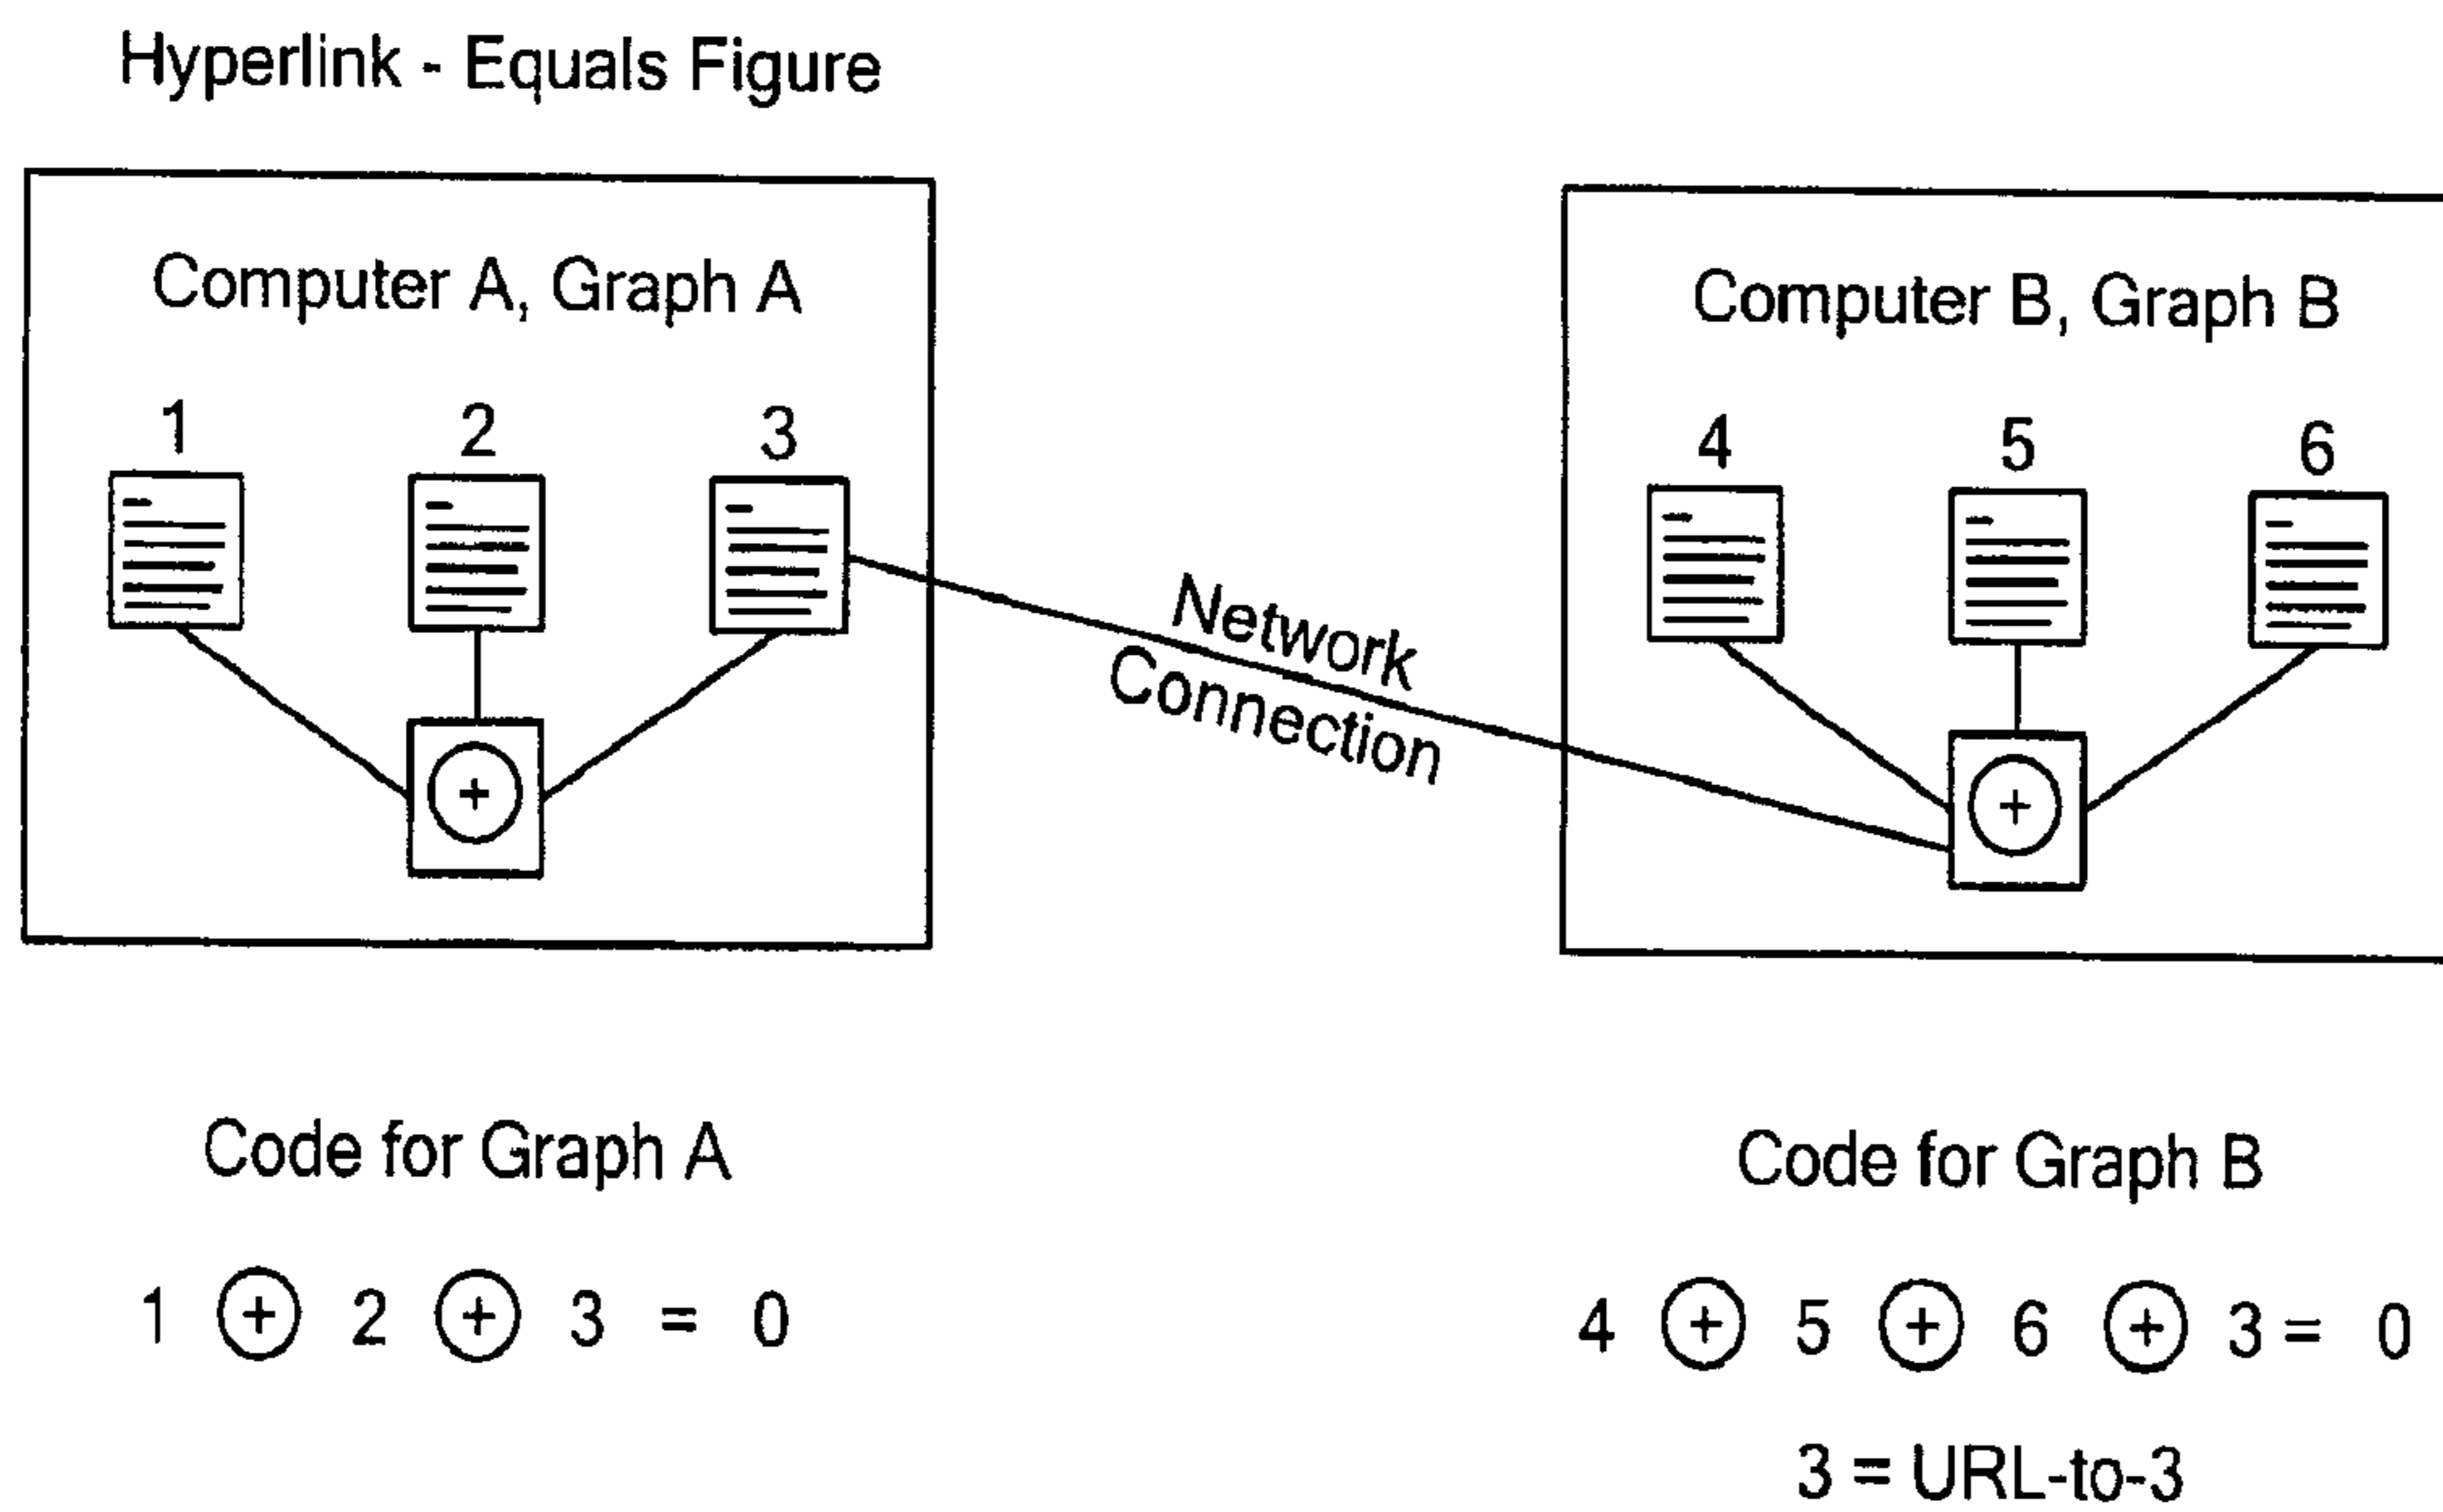 Hyperlink - Equals Figure
Computer A, Graph A
1 2 3
+
Network
Connection
Computer B, Graph B
4 5 6
+
Code for Graph A
1 ⊕ 2 ⊕ 3 = 0
Code for Graph B
4 ⊕ 5 ⊕ 6 ⊕ 3 = 0
3 = URL-to-3